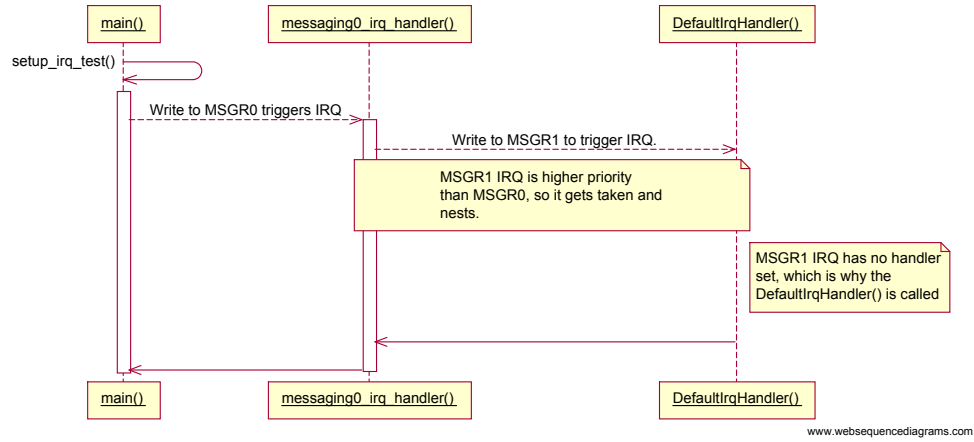 main()
messaging0_irq_handler()
DefaultIrqHandler()
setup_irq_test()
Write to MSGR0 triggers IRQ
Write to MSGR1 to trigger IRQ.
MSGR1 IRQ is higher priority
than MSGR0, so it gets taken and
nests.
MSGR1 IRQ has no handler
set, which is why the
DefaultIrqHandler() is called
main()
messaging0_irq_handler()
DefaultIrqHandler()
www.websequencediagrams.com